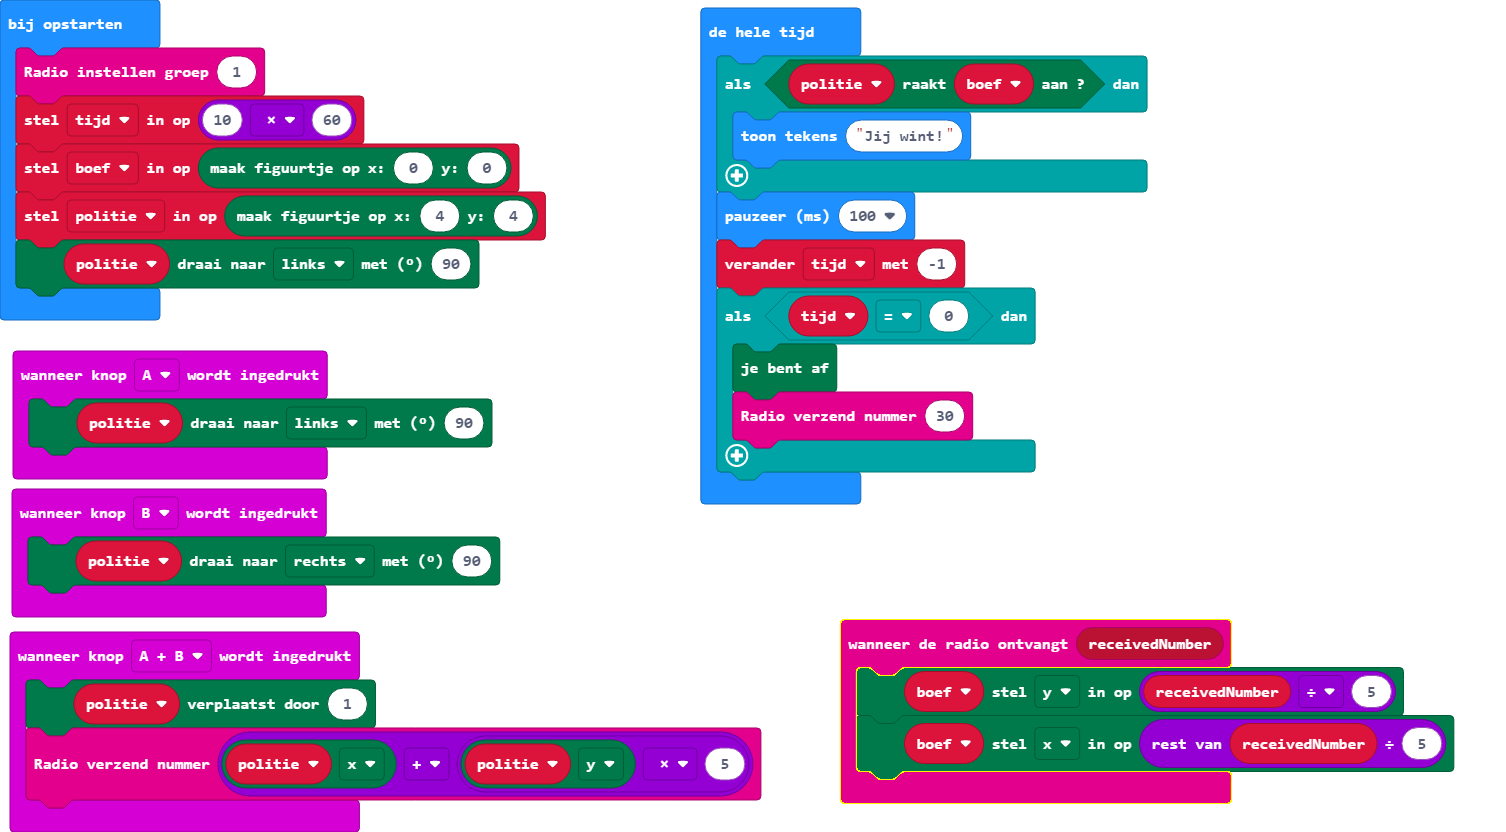 bij opstarten
Radio instellen groep 1
stel tijd in op 10 × 60
stel boef in op maak figuurtje op x: 0 y: 0
stel politie in op maak figuurtje op x: 4 y: 4
politie draai naar links met (º) 90
wanneer knop A wordt ingedrukt
politie draai naar links met (º) 90
wanneer knop B wordt ingedrukt
politie draai naar rechts met (º) 90
wanneer knop A + B wordt ingedrukt
politie verplaatst door 1
Radio verzend nummer politie x + politie y × 5
de hele tijd
als politie raakt boef aan ? dan
toon tekens "Jij wint!"
pauzeer (ms) 100
verander tijd met -1
als tijd = 0 dan
je bent af
Radio verzend nummer 30
wanneer de radio ontvangt receivedNumber
boef stel y in op receivedNumber ÷ 5
boef stel x in op rest van receivedNumber ÷ 5